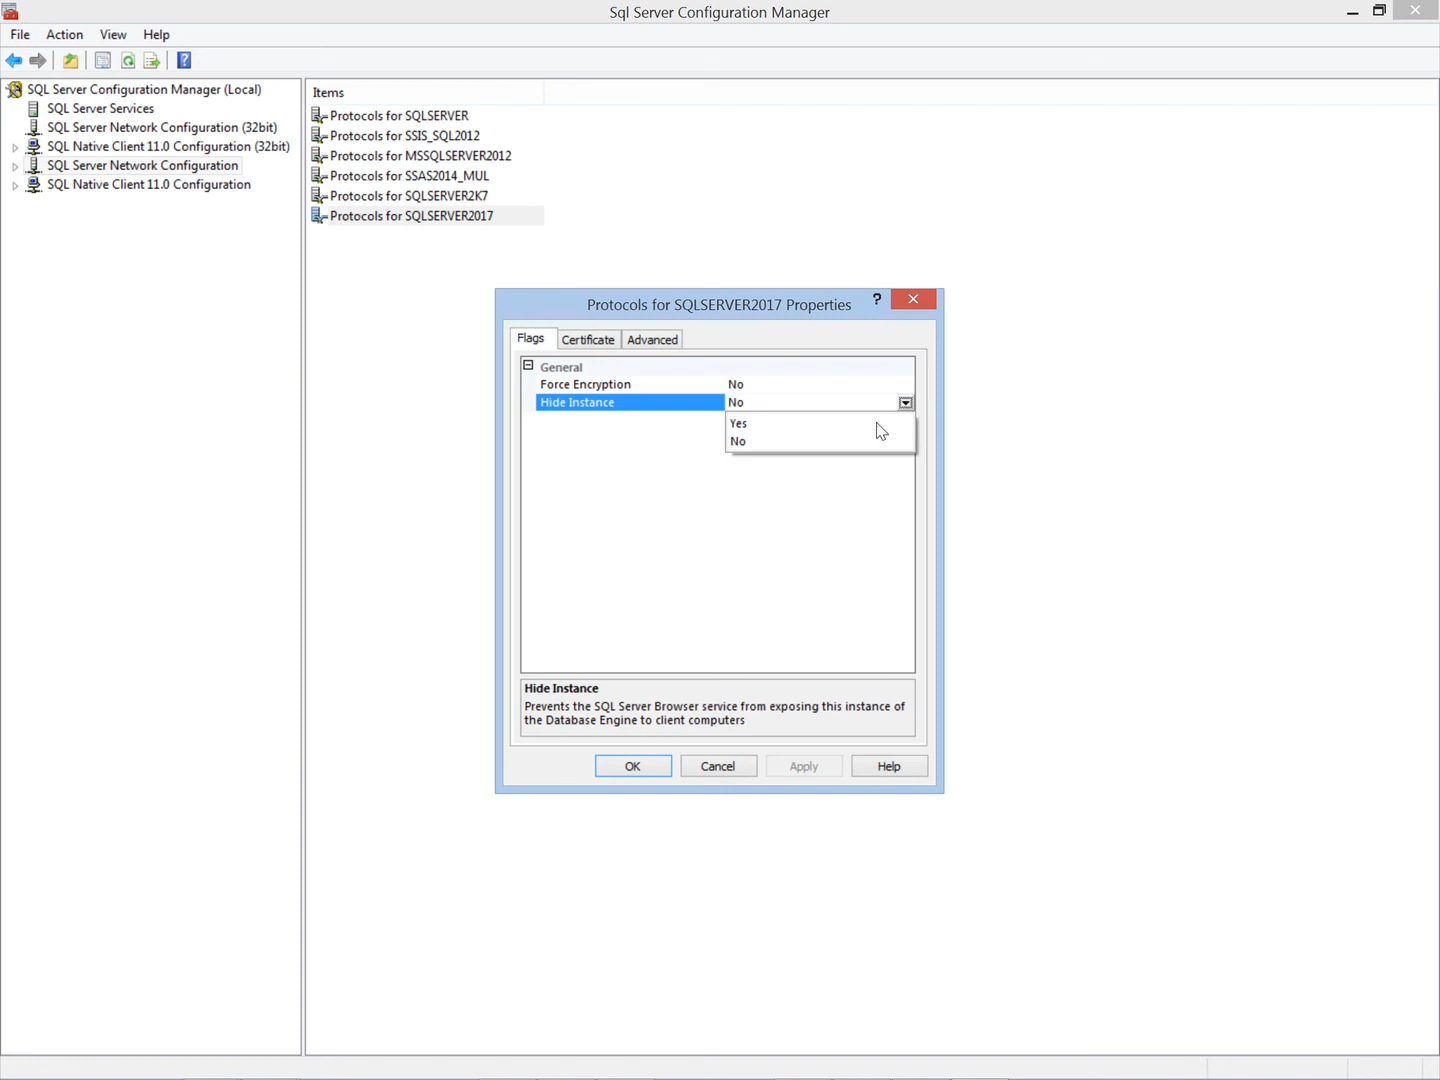 Sql Server Configuration Manager
File Action View Help
SQL Server Configuration Manager (Local)
SQL Server Services
SQL Server Network Configuration (32bit)
SQL Native Client 11.0 Configuration (32bit)
SQL Server Network Configuration
SQL Native Client 11.0 Configuration
Items
Protocols for SQLSERVER
Protocols for SSIS_SQL2012
Protocols for MSSQLSERVER2012
Protocols for SSAS2014_MUL
Protocols for SQLSERVER2K7
Protocols for SQLSERVER2017
Protocols for SQLSERVER2017 Properties
Flags Certificate Advanced
General
Force Encryption No
Hide Instance No
Yes
No
Hide Instance
Prevents the SQL Server Browser service from exposing this instance of
the Database Engine to client computers
OK Cancel Apply Help